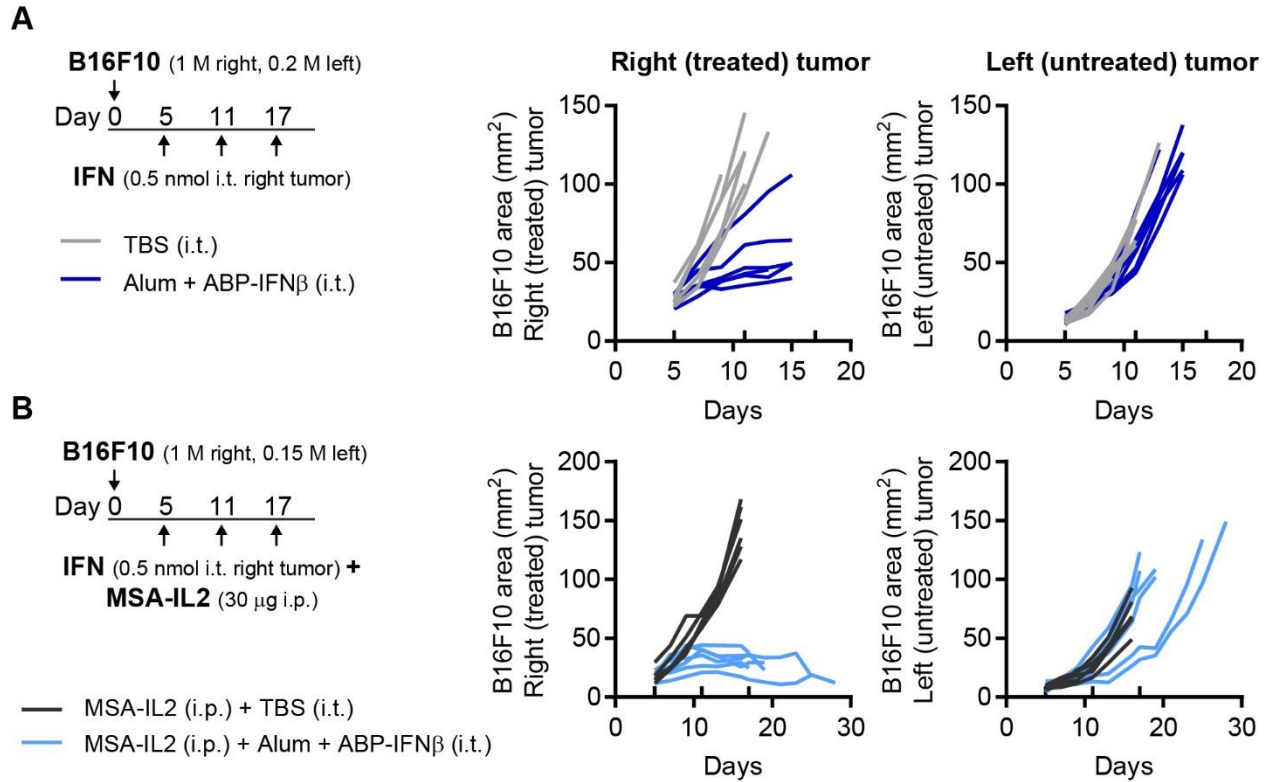 A
B16F10 (1 M right, 0.2 M left)
Day 0 5 11 17
IFN (0.5 nmol i.t. right tumor)
TBS (i.t.)
Alum + ABP-IFNβ (i.t.)
Right (treated) tumor
B16F10 area (mm²)
Right (treated) tumor
150
100
50
0
0 5 10 15 20
Days
Left (untreated) tumor
B16F10 area (mm²)
Left (untreated) tumor
150
100
50
0
0 5 10 15 20
Days
B
B16F10 (1 M right, 0.15 M left)
Day 0 5 11 17
IFN (0.5 nmol i.t. right tumor) +
MSA-IL2 (30 μg i.p.)
MSA-IL2 (i.p.) + TBS (i.t.)
MSA-IL2 (i.p.) + Alum + ABP-IFNβ (i.t.)
B16F10 area (mm²)
Right (treated) tumor
200
150
100
50
0
0 10 20 30
Days
B16F10 area (mm²)
Left (untreated) tumor
200
150
100
50
0
0 10 20 30
Days